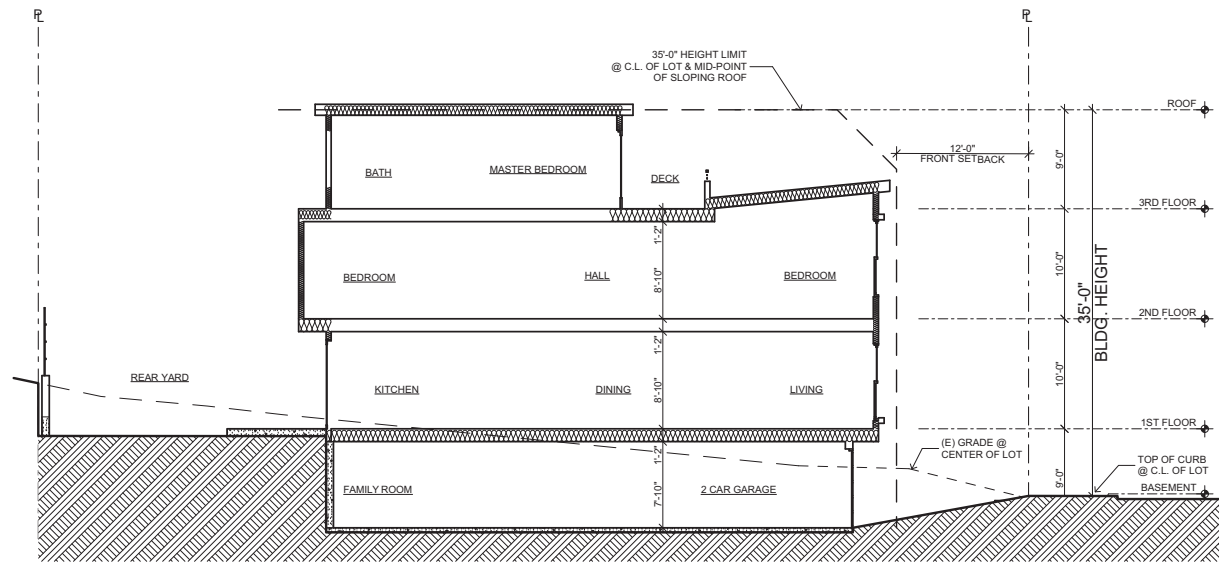 PL
PL
35'-0" HEIGHT LIMIT
@ C.L. OF LOT & MID-POINT
OF SLOPING ROOF
ROOF
12'-0"
FRONT SETBACK
9'-0"
BATH
MASTER BEDROOM
DECK
3RD FLOOR
1'-2"
BEDROOM
HALL
BEDROOM
8'-10"
10'-0"
35'-0"
BLDG. HEIGHT
2ND FLOOR
1'-2"
REAR YARD
KITCHEN
DINING
LIVING
8'-10"
10'-0"
1ST FLOOR
(E) GRADE @
CENTER OF LOT
1'-2"
TOP OF CURB
@ C.L. OF LOT
BASEMENT
9'-0"
FAMILY ROOM
2 CAR GARAGE
7'-10"